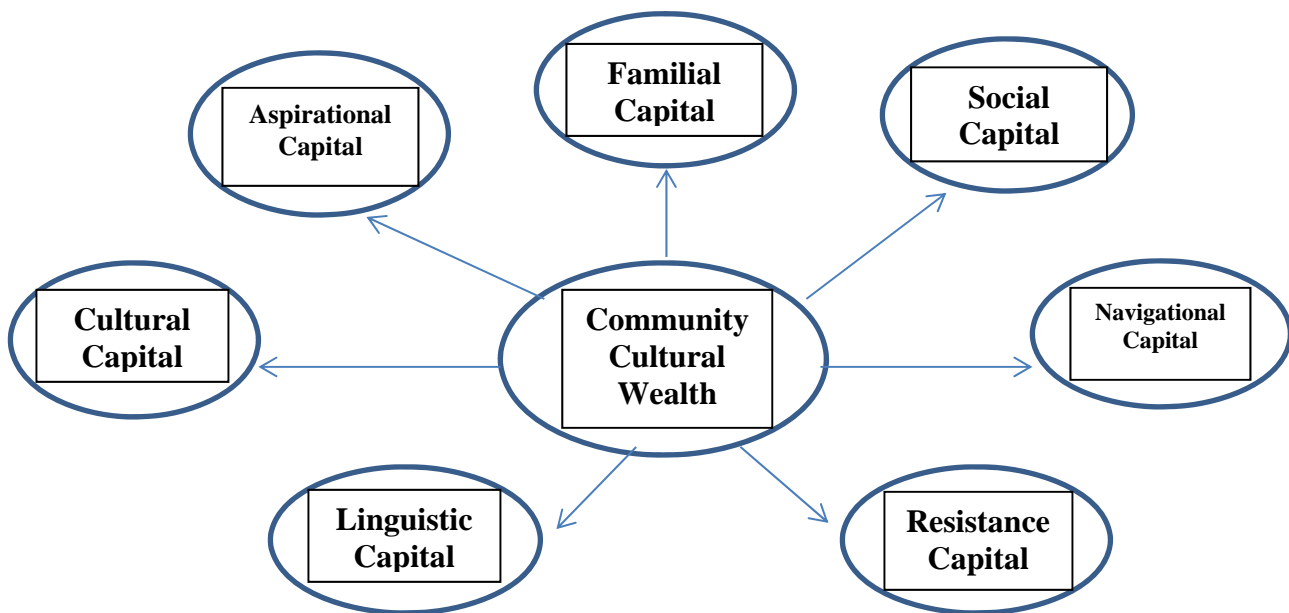 Familial
Capital
Aspirational
Capital
Social
Capital
Cultural
Capital
Community
Cultural
Wealth
Navigational
Capital
Linguistic
Capital
Resistance
Capital